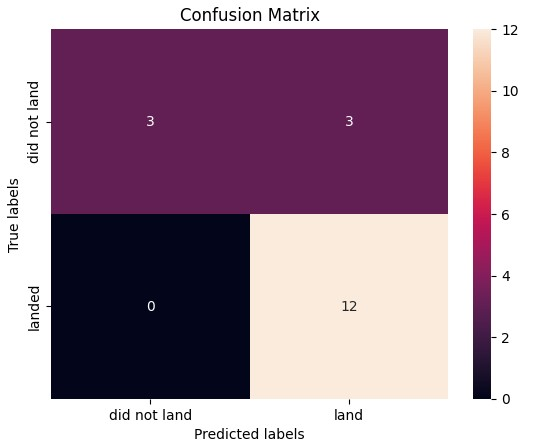 Confusion Matrix
True labels
did not land
landed
3
3
0
12
did not land
land
Predicted labels
12
10
8
6
4
2
0